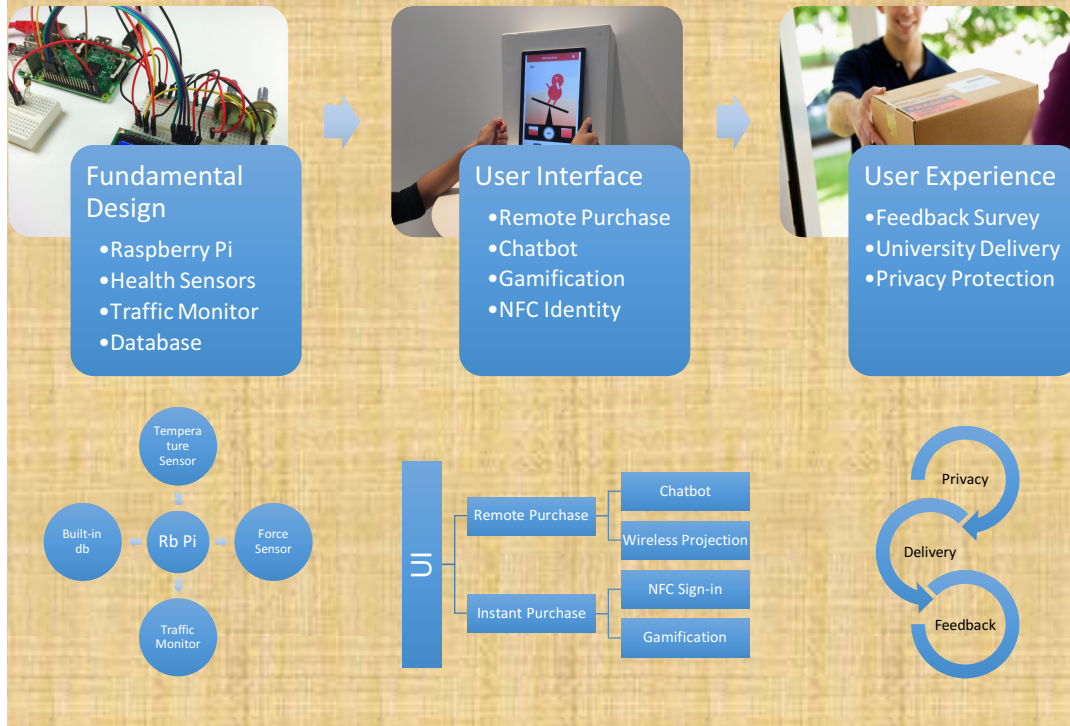 Fundamental
Design
•Raspberry Pi
•Health Sensors
•Traffic Monitor
•Database
User Interface
•Remote Purchase
•Chatbot
•Gamification
•NFC Identity
User Experience
•Feedback Survey
•University Delivery
•Privacy Protection
Tempera
ture
Sensor
Built-in
db
Rb Pi
Force
Sensor
Traffic
Monitor
UI
Remote Purchase
Instant Purchase
Chatbot
Wireless Projection
NFC Sign-in
Gamification
Privacy
Delivery
Feedback